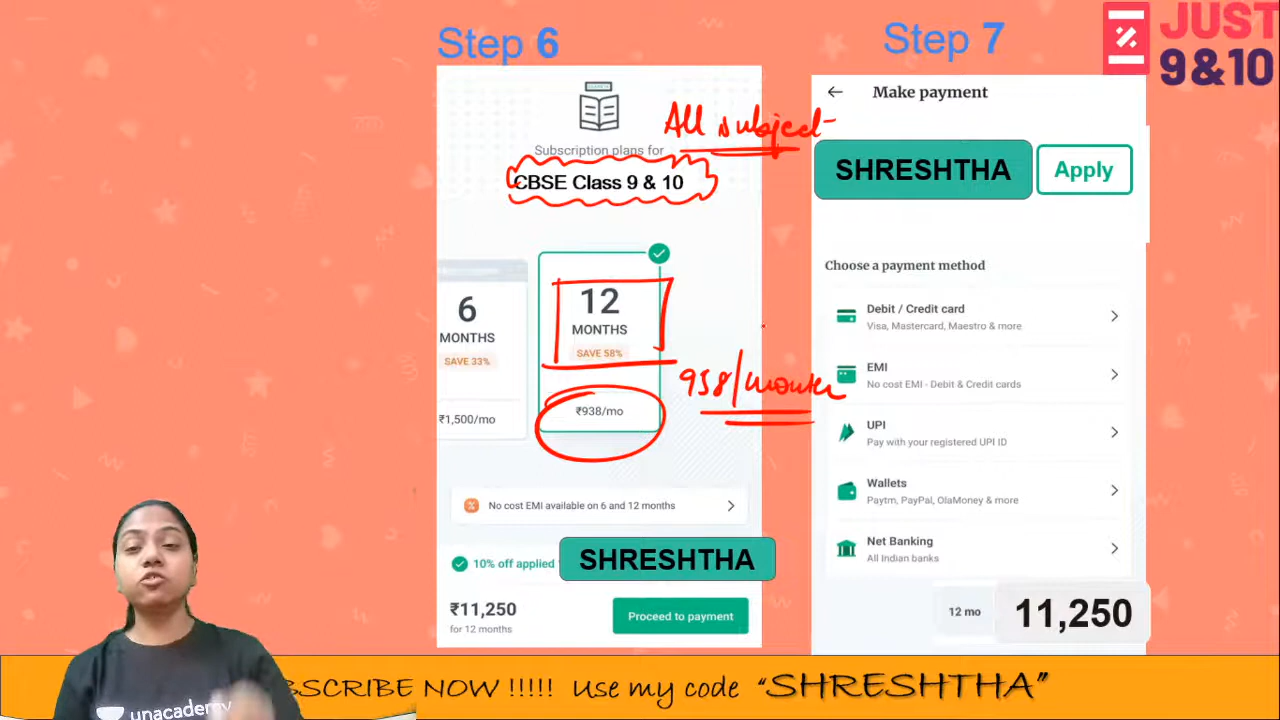 Step 6
Step 7
JUST
9&10
Subscription plans for
All subject
CBSE Class 9 & 10
6
MONTHS
SAVE 33%
₹1,500/mo
12
MONTHS
SAVE 58%
₹938/mo
938/month
No cost EMI available on 6 and 12 months
10% off applied
SHRESHTHA
₹11,250
for 12 months
Proceed to payment
Make payment
SHRESHTHA
Apply
Choose a payment method
Debit / Credit card
Visa, Mastercard, Maestro & more
EMI
No cost EMI - Debit & Credit cards
UPI
Pay with your registered UPI ID
Wallets
Paytm, PayPal, OlaMoney & more
Net Banking
All Indian banks
12 mo
11,250
BSCRIBE NOW !!!!! Use my code “SHRESHTHA”
unacademy